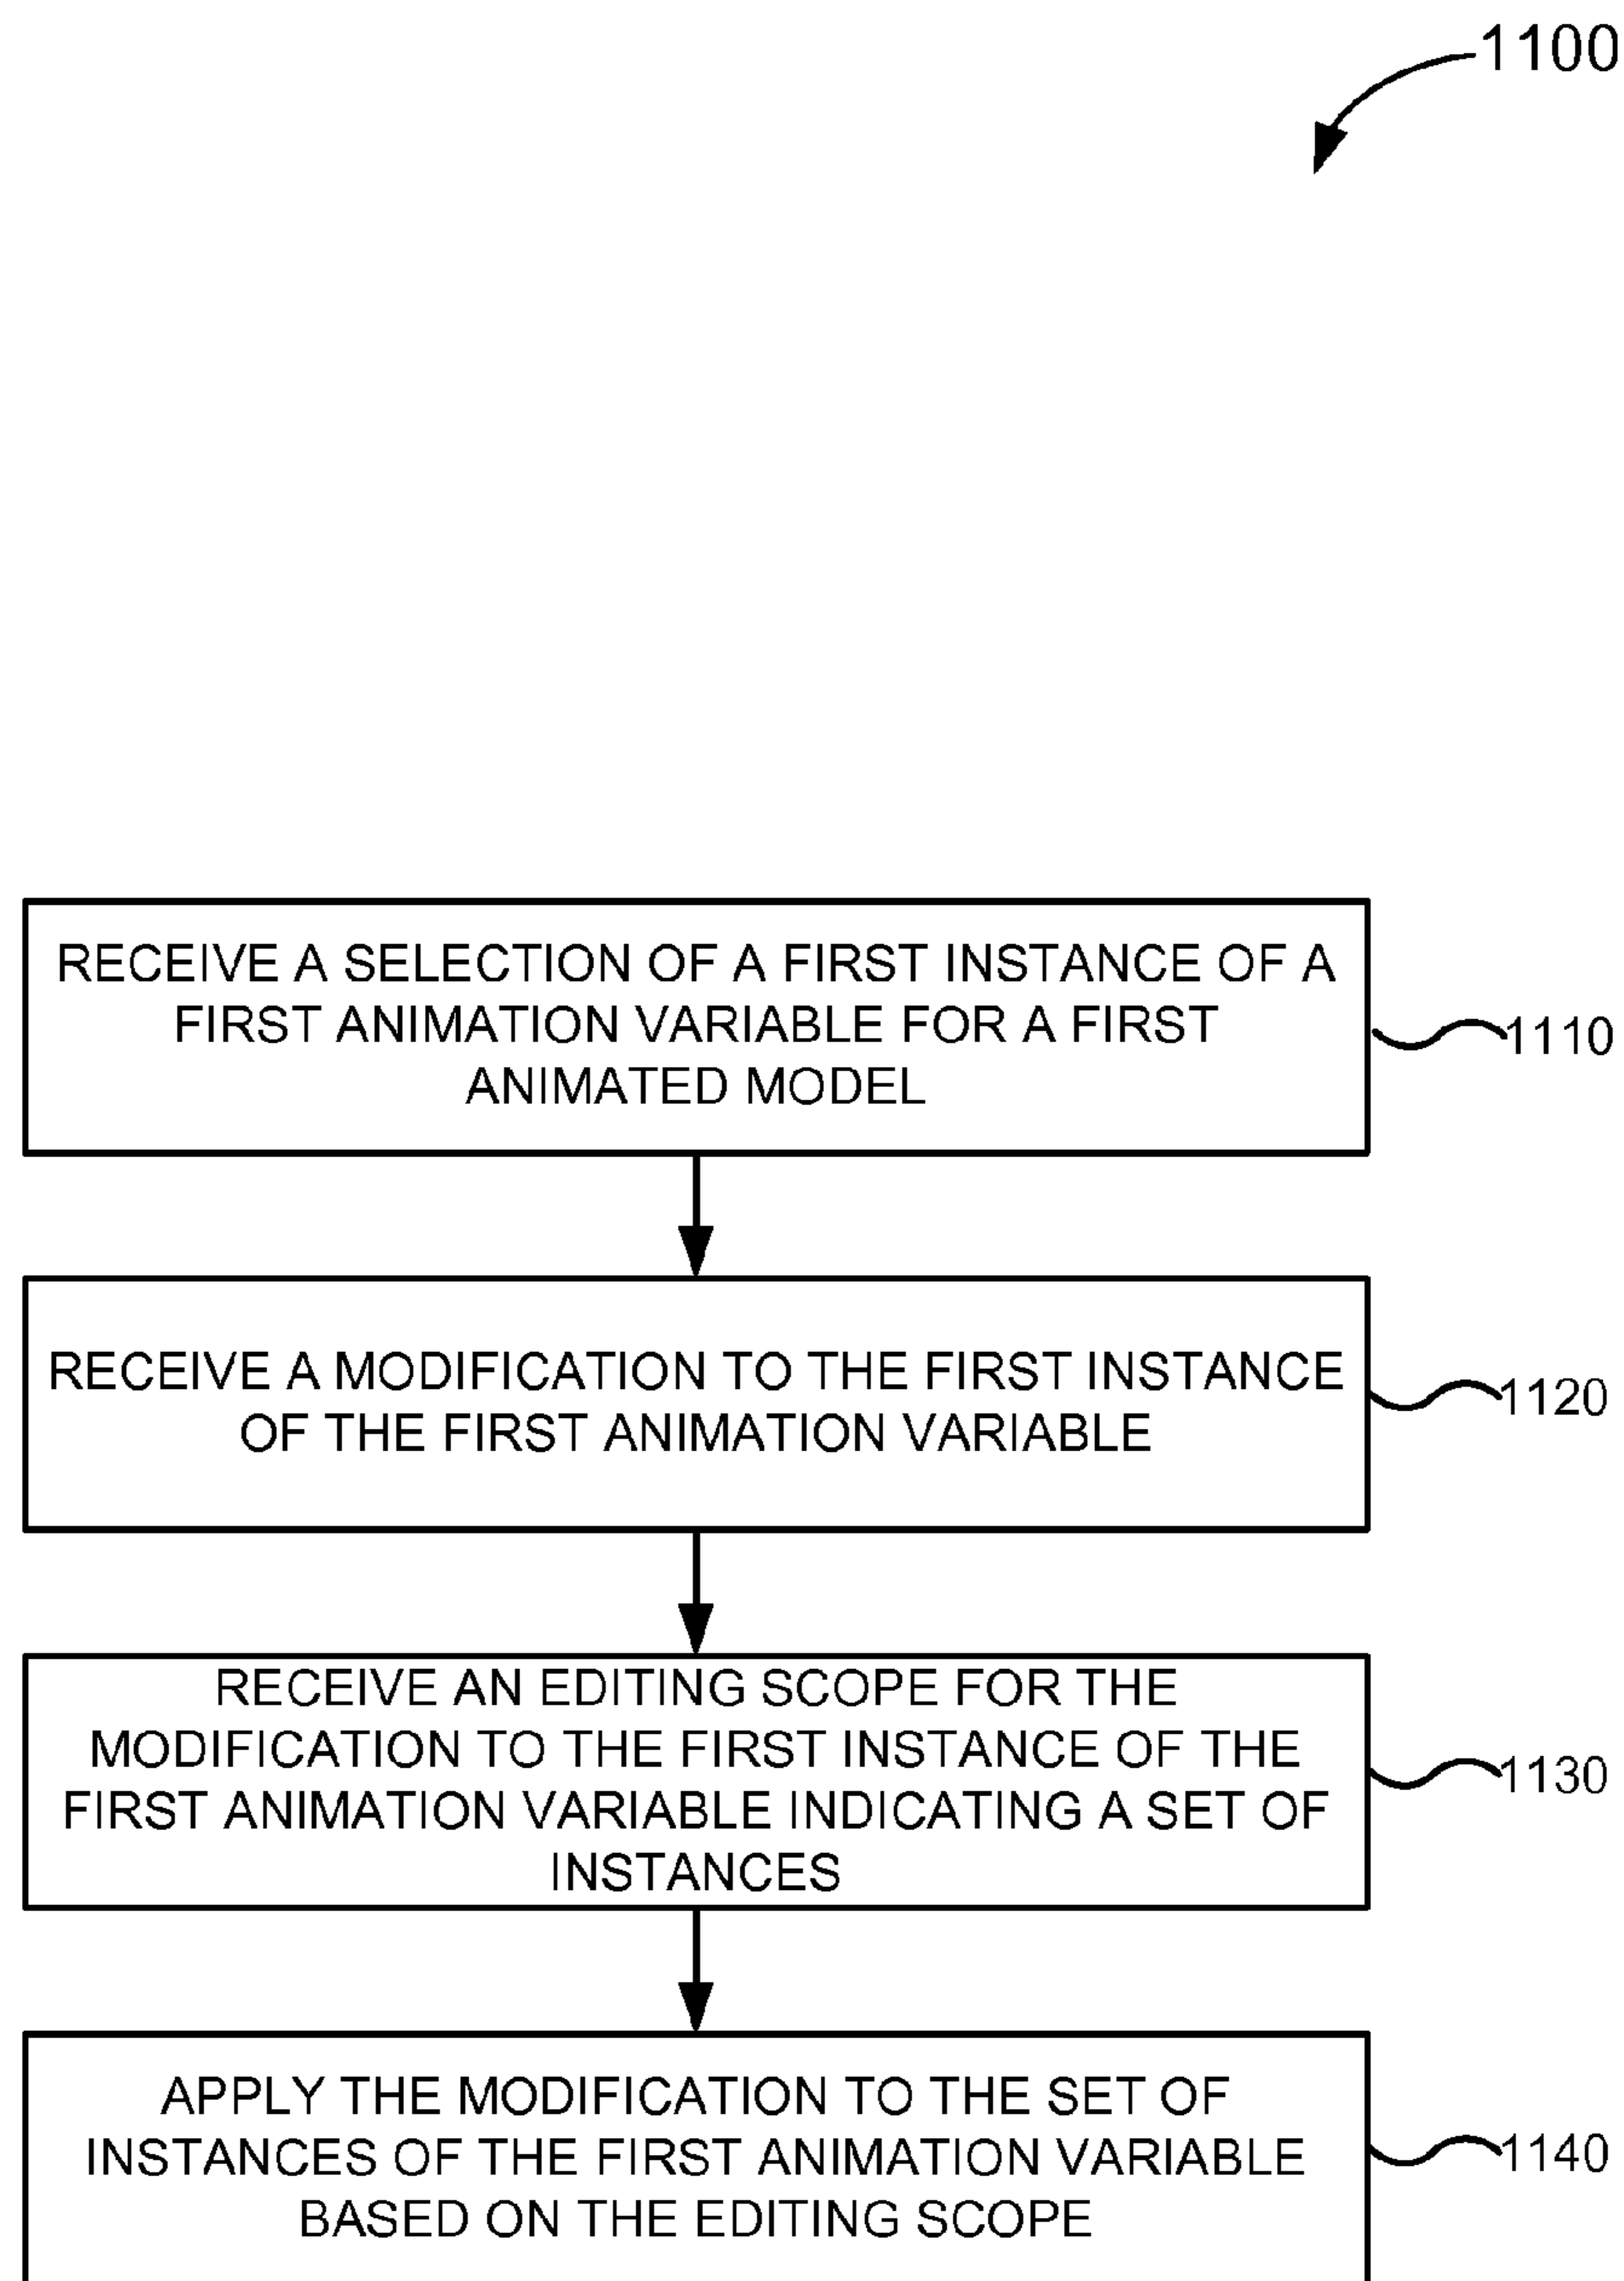 1100
RECEIVE A SELECTION OF A FIRST INSTANCE OF A
FIRST ANIMATION VARIABLE FOR A FIRST
ANIMATED MODEL
1110
RECEIVE A MODIFICATION TO THE FIRST INSTANCE
OF THE FIRST ANIMATION VARIABLE
1120
RECEIVE AN EDITING SCOPE FOR THE
MODIFICATION TO THE FIRST INSTANCE OF THE
FIRST ANIMATION VARIABLE INDICATING A SET OF
INSTANCES
1130
APPLY THE MODIFICATION TO THE SET OF
INSTANCES OF THE FIRST ANIMATION VARIABLE
BASED ON THE EDITING SCOPE
1140